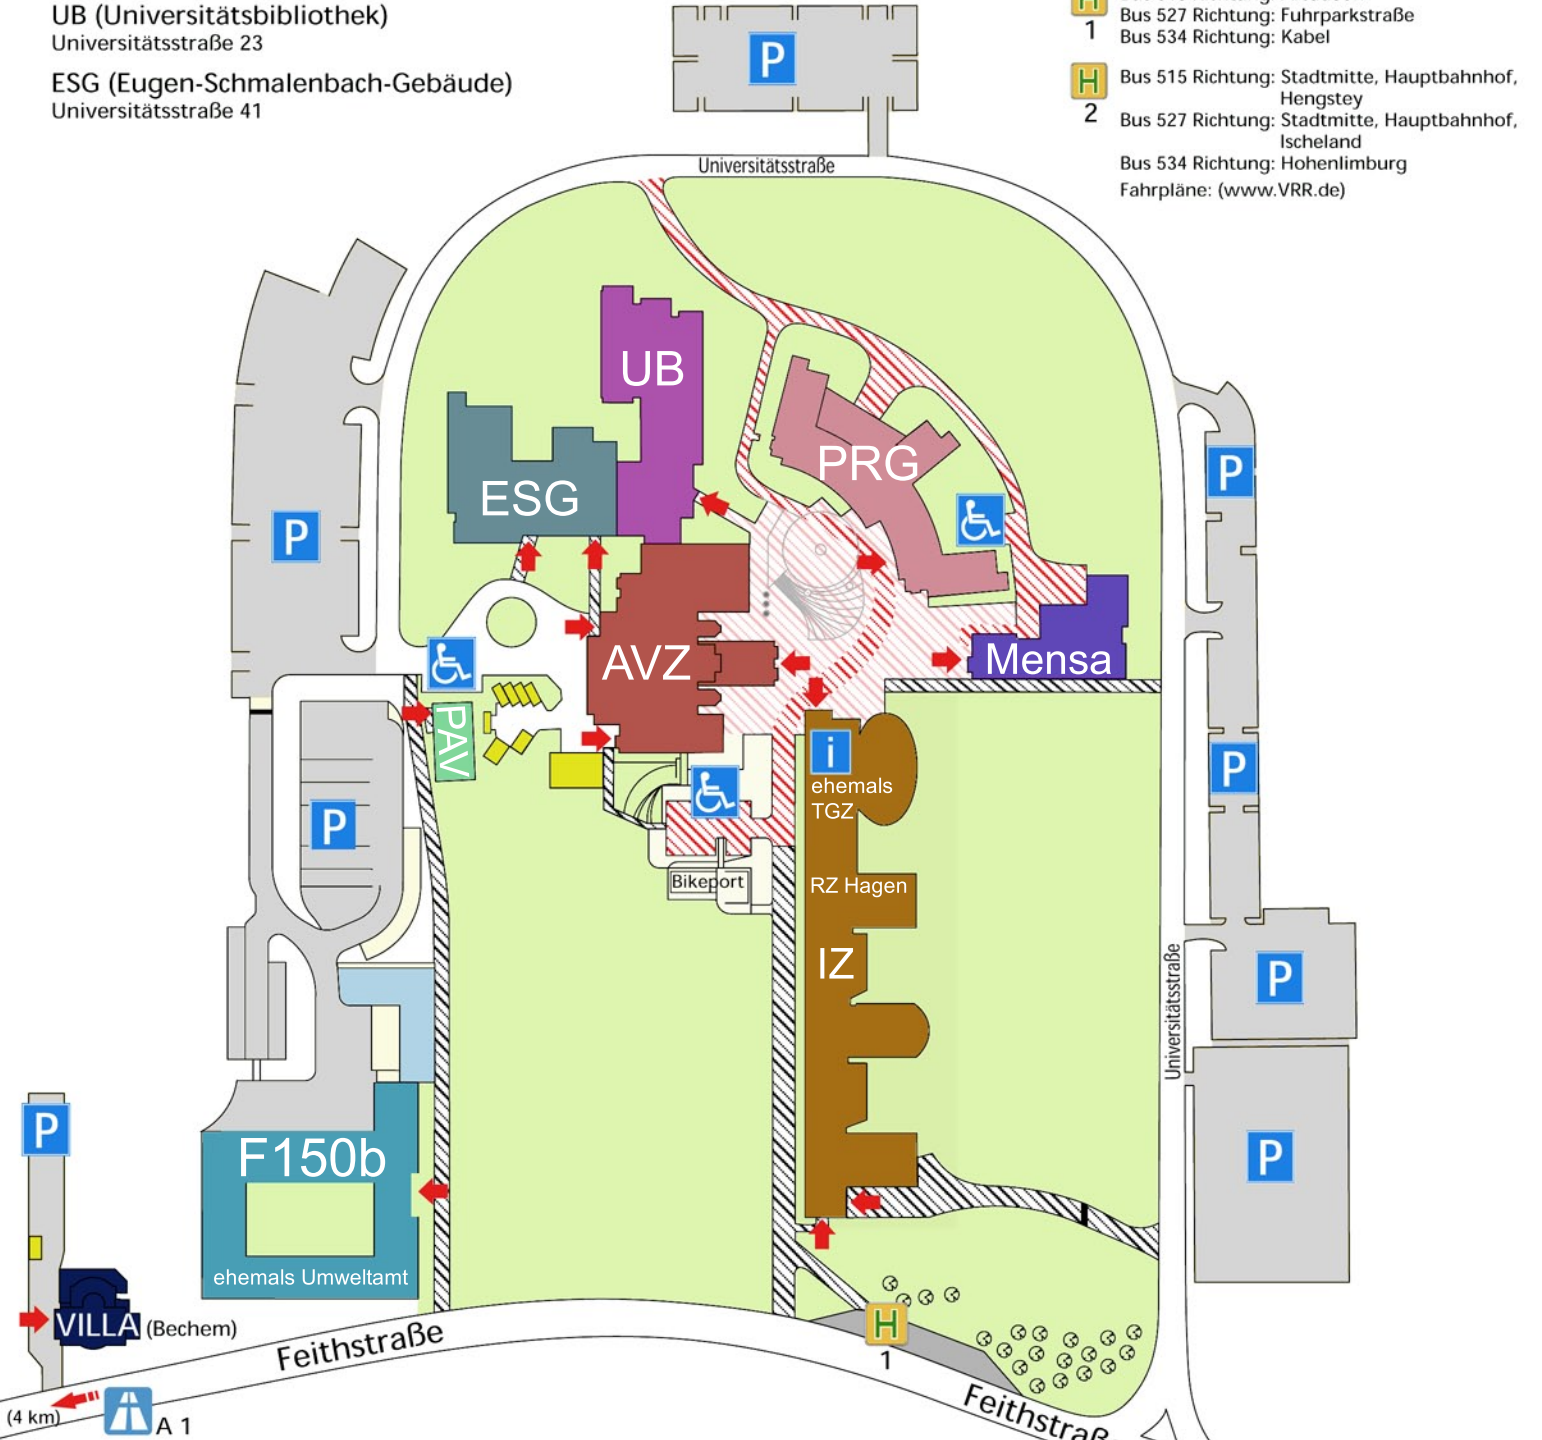 UB (Universitätsbibliothek)
Universitätsstraße 23
ESG (Eugen-Schmalenbach-Gebäude)
Universitätsstraße 41
P
H
1
Bus 527 Richtung: Fuhrparkstraße
Bus 534 Richtung: Kabel
H
2
Bus 515 Richtung: Stadtmitte, Hauptbahnhof,
Hengstey
Bus 527 Richtung: Stadtmitte, Hauptbahnhof,
Ischeland
Bus 534 Richtung: Hohenlimburg
Fahrpläne: (www.VRR.de)
Universitätsstraße
UB
PRG
ESG
P
P
AVZ
Mensa
PAV
i
ehemals
TGZ
P
P
Bikeport
RZ Hagen
IZ
P
Universitätsstraße
P
F150b
P
ehemals Umweltamt
VILLA (Bechem)
Feithstraße
H
1
Feithstraße
(4 km)
A 1